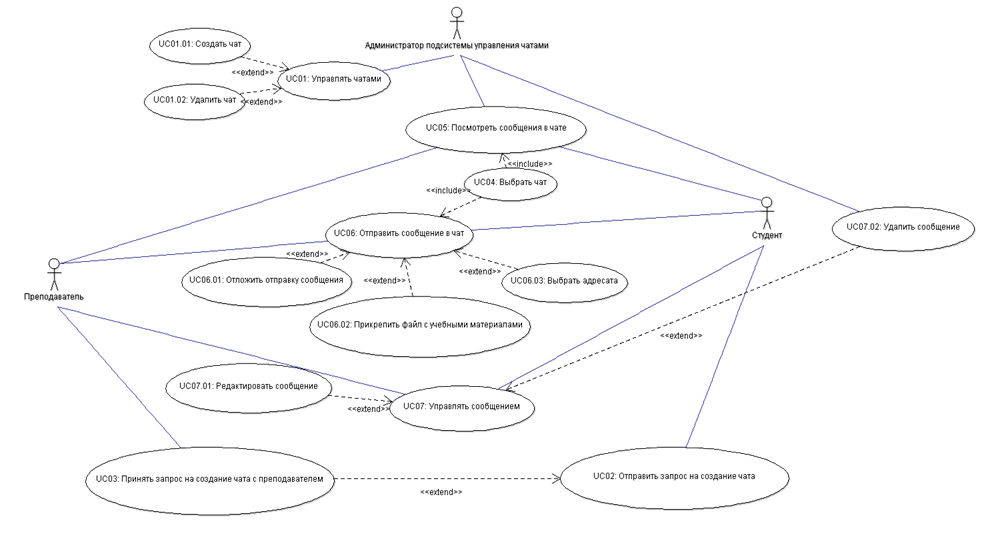 Администратор подсистемы управления чатами
UC01.01: Создать чат
<<extend>>
UC01: Управлять чатами
UC01.02: Удалить чат
<<extend>>
UC05: Посмотреть сообщения в чате
<<include>>
UC04: Выбрать чат
<<include>>
UC06: Отправить сообщение в чат
Студент
UC07.02: Удалить сообщение
<<extend>>
<<extend>>
<<extend>>
UC06.01: Отложить отправку сообщения
UC06.03: Выбрать адресата
Преподаватель
UC06.02: Прикрепить файл с учебными материалами
<<extend>>
UC07.01: Редактировать сообщение
<<extend>>
UC07: Управлять сообщением
UC03: Принять запрос на создание чата с преподавателем
<<extend>>
UC02: Отправить запрос на создание чата